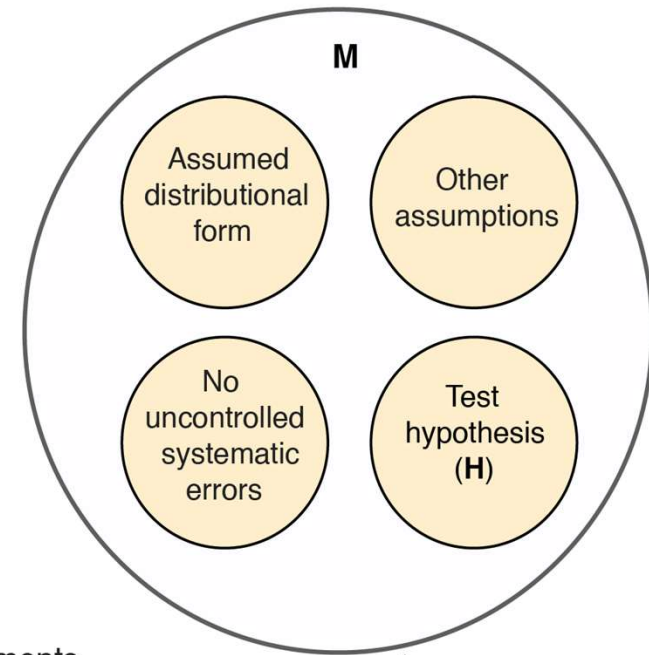 M
Assumed
distributional
form
Other
assumptions
No
uncontrolled
systematic
errors
Test
hypothesis
(H)